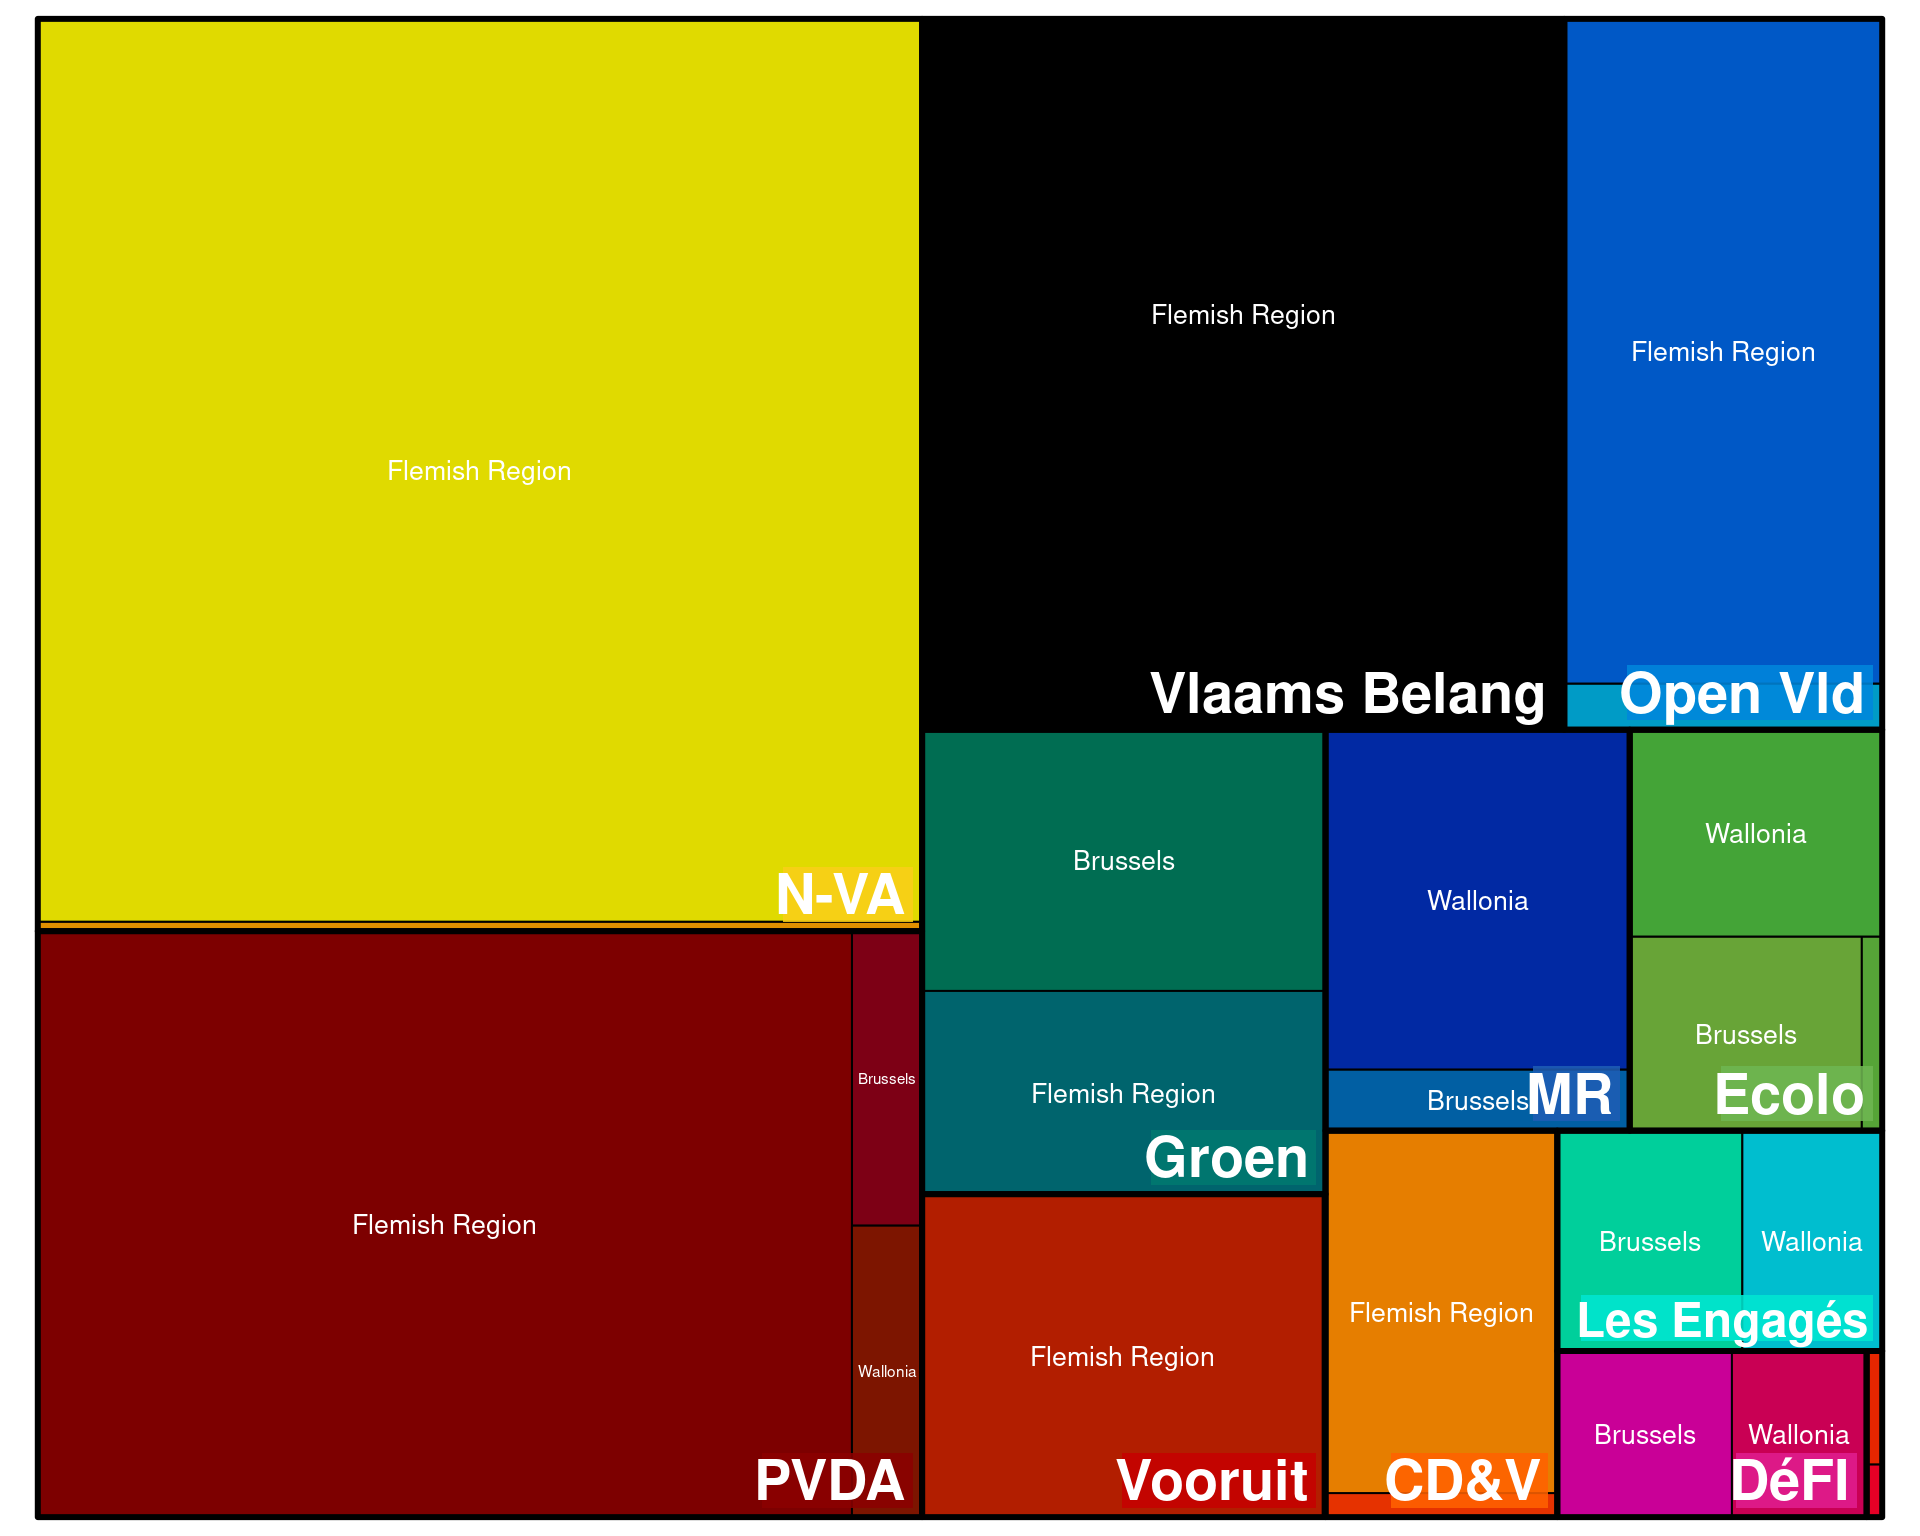 Flemish Region
N-VA
Flemish Region
Vlaams Belang
Flemish Region
Open Vld
Flemish Region
Brussels
Wallonia
PVDA
Brussels
Flemish Region
Groen
Wallonia
Brussels
MR
Wallonia
Brussels
Ecolo
Flemish Region
Vooruit
Flemish Region
CD&V
Brussels
Wallonia
Les Engagés
Brussels
Wallonia
DéFI